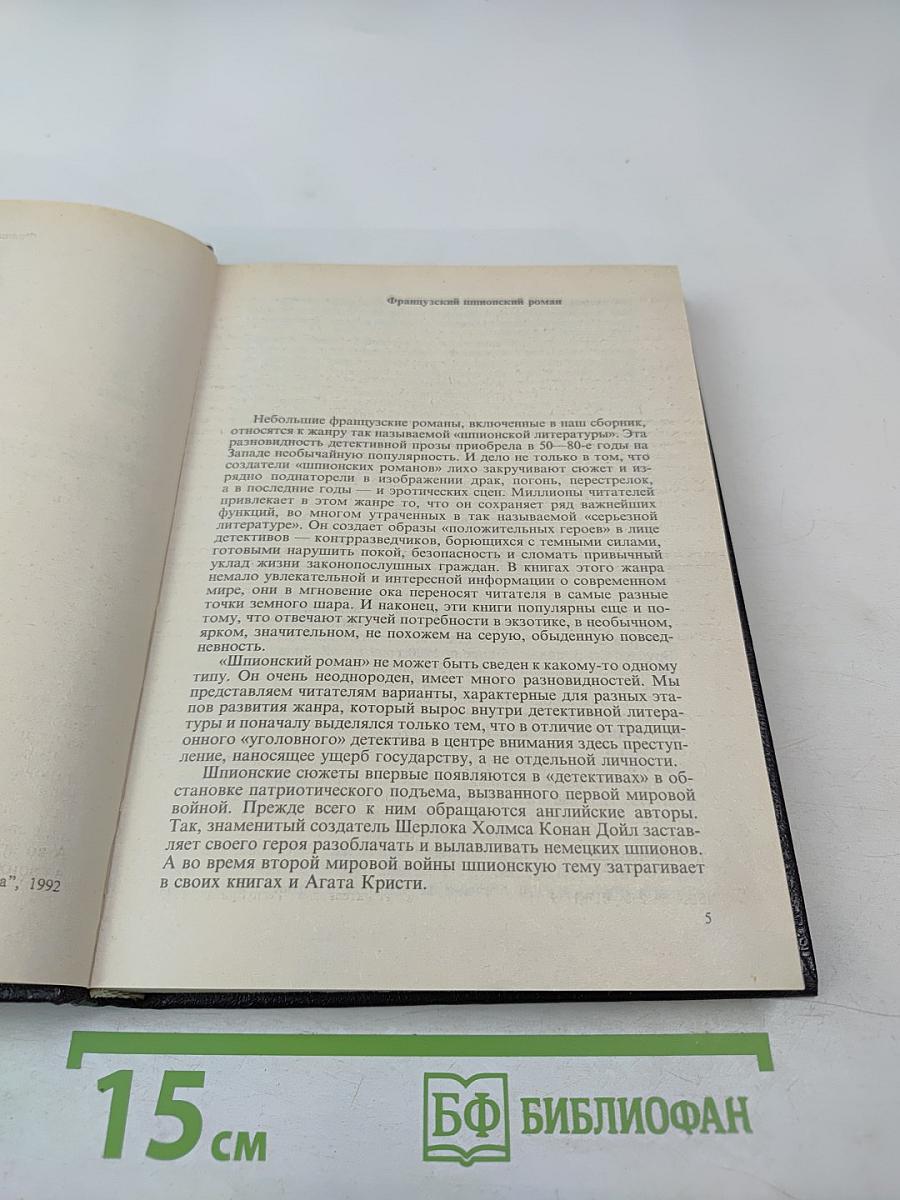 а”, 1992
Французский шпионский роман
Небольшие французские романы, включенные в наш сборник,
относятся к жанру так называемой «шпионской литературы». Эта
разновидность детективной прозы приобрела в 50—80-е годы на
Западе необычайную популярность. И дело не только в том, что
создатели «шпионских романов» лихо закручивают сюжет и из-
рядно поднаторели в изображении драк, погонь, перестрелок,
а в последние годы — и эротических сцен. Миллионы читателей
привлекает в этом жанре то, что он сохраняет ряд важнейших
функций, во многом утраченных в так называемой «серьезной
литературе». Он создает образы «положительных героев» в лице
детективов — контрразведчиков, борющихся с темными силами,
готовыми нарушить покой, безопасность и сломать привычный
уклад жизни законопослушных граждан. В книгах этого жанра
немало увлекательной и интересной информации о современном
мире, они в мгновение ока переносят читателя в самые разные
точки земного шара. И наконец, эти книги популярны еще и по-
тому, что отвечают жгучей потребности в экзотике, в необычном,
ярком, значительном, не похожем на серую, обыденную повсед-
невность.
«Шпионский роман» не может быть сведен к какому-то одному
типу. Он очень неоднороден, имеет много разновидностей. Мы
представляем читателям варианты, характерные для разных эта-
пов развития жанра, который вырос внутри детективной литера-
туры и поначалу выделялся только тем, что в отличие от традици-
онного «уголовного» детектива в центре внимания здесь преступ-
ление, наносящее ущерб государству, а не отдельной личности.
Шпионские сюжеты впервые появляются в «детективах» в об-
становке патриотического подъема, вызванного первой мировой
войной. Прежде всего к ним обращаются английские авторы.
Так, знаменитый создатель Шерлока Холмса Конан Дойл застав-
ляет своего героя разоблачать и вылавливать немецких шпионов.
А во время второй мировой войны шпионскую тему затрагивает
в своих книгах и Агата Кристи.
5
15 см
БФ БИБЛИОФАН